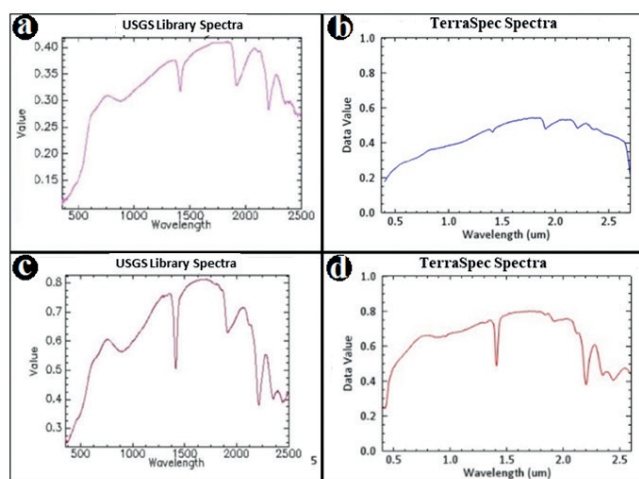 a
USGS Library Spectra
0.40
0.35
0.30
0.25
0.20
0.15
Value
500 1000 1500 2000 2500
Wavelength
b
TerraSpec Spectra
1.0
0.8
0.6
0.4
0.2
0.0
Data Value
0.5 1.0 1.5 2.0 2.5
Wavelength (um)
c
USGS Library Spectra
0.8
0.7
0.6
0.5
0.4
0.3
Value
500 1000 1500 2000 2500
Wavelength
5
d
TerraSpec Spectra
1.0
0.8
0.6
0.4
0.2
0.0
Data Value
0.5 1.0 1.5 2.0 2.5
Wavelength (um)